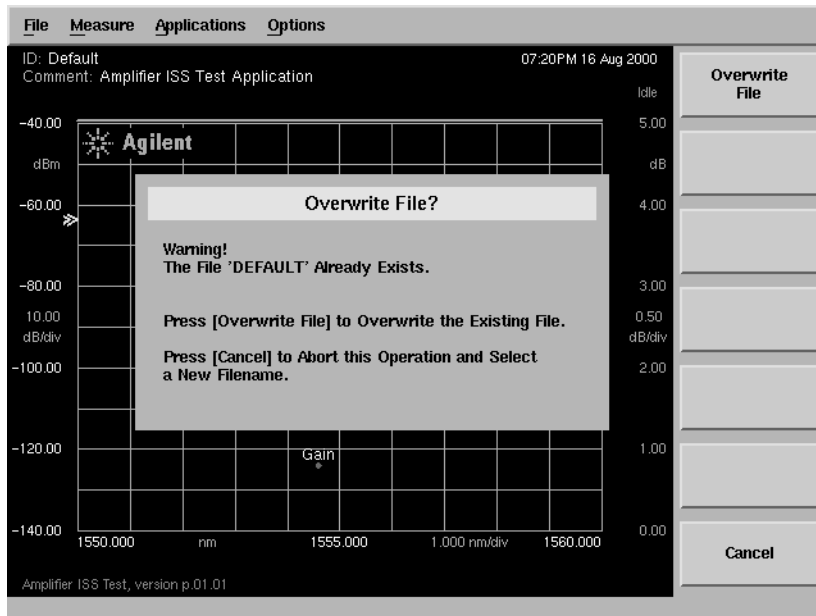 File Measure Applications Options
ID: Default
07:20PM 16 Aug 2000
Comment: Amplifier ISS Test Application
Idle
Overwrite
File
-40.00
5.00
Agilent
dBm
dB
-60.00
4.00
Overwrite File?
Warning!
The File 'DEFAULT' Already Exists.
-80.00
3.00
10.00
dB/div
0.50
dB/div
Press [Overwrite File] to Overwrite the Existing File.
Press [Cancel] to Abort this Operation and Select
a New Filename.
-100.00
2.00
-120.00
1.00
Gain
-140.00
0.00
1550.000 nm 1555.000 1.000 nm/div 1560.000
Cancel
Amplifier ISS Test, version p.01.01